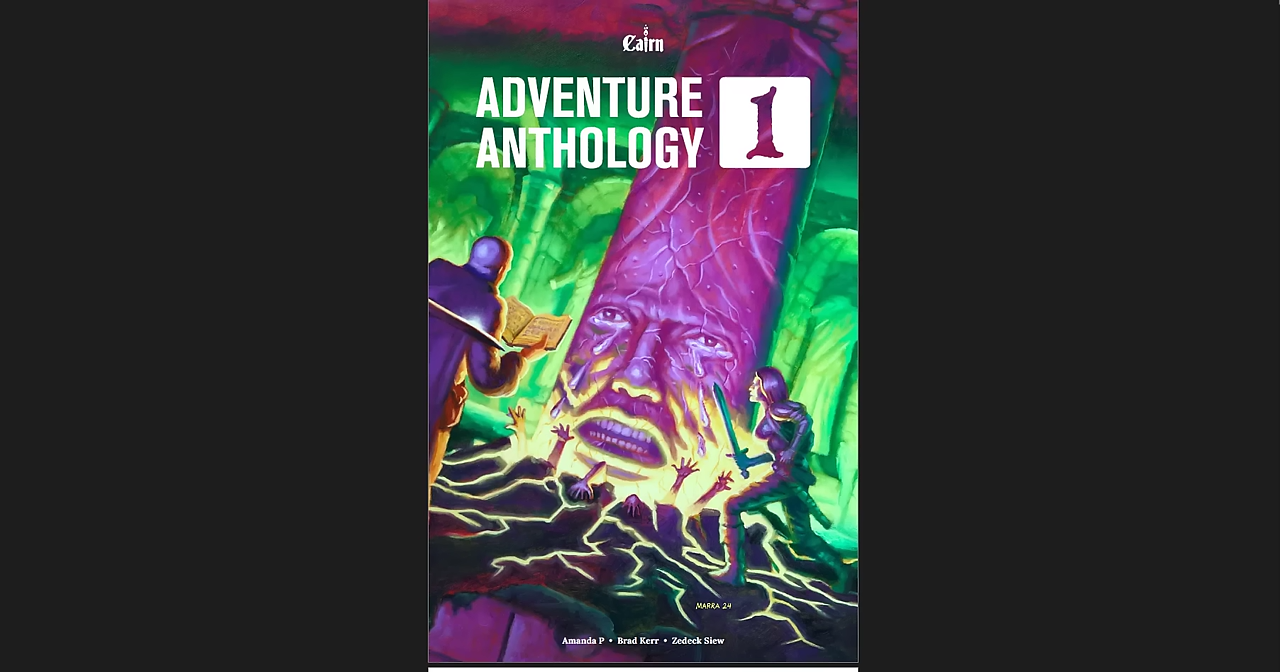 Cairn
ADVENTURE
ANTHOLOGY
1
MARRA 24
Amanda P • Brad Kerr • Zedeck Siew